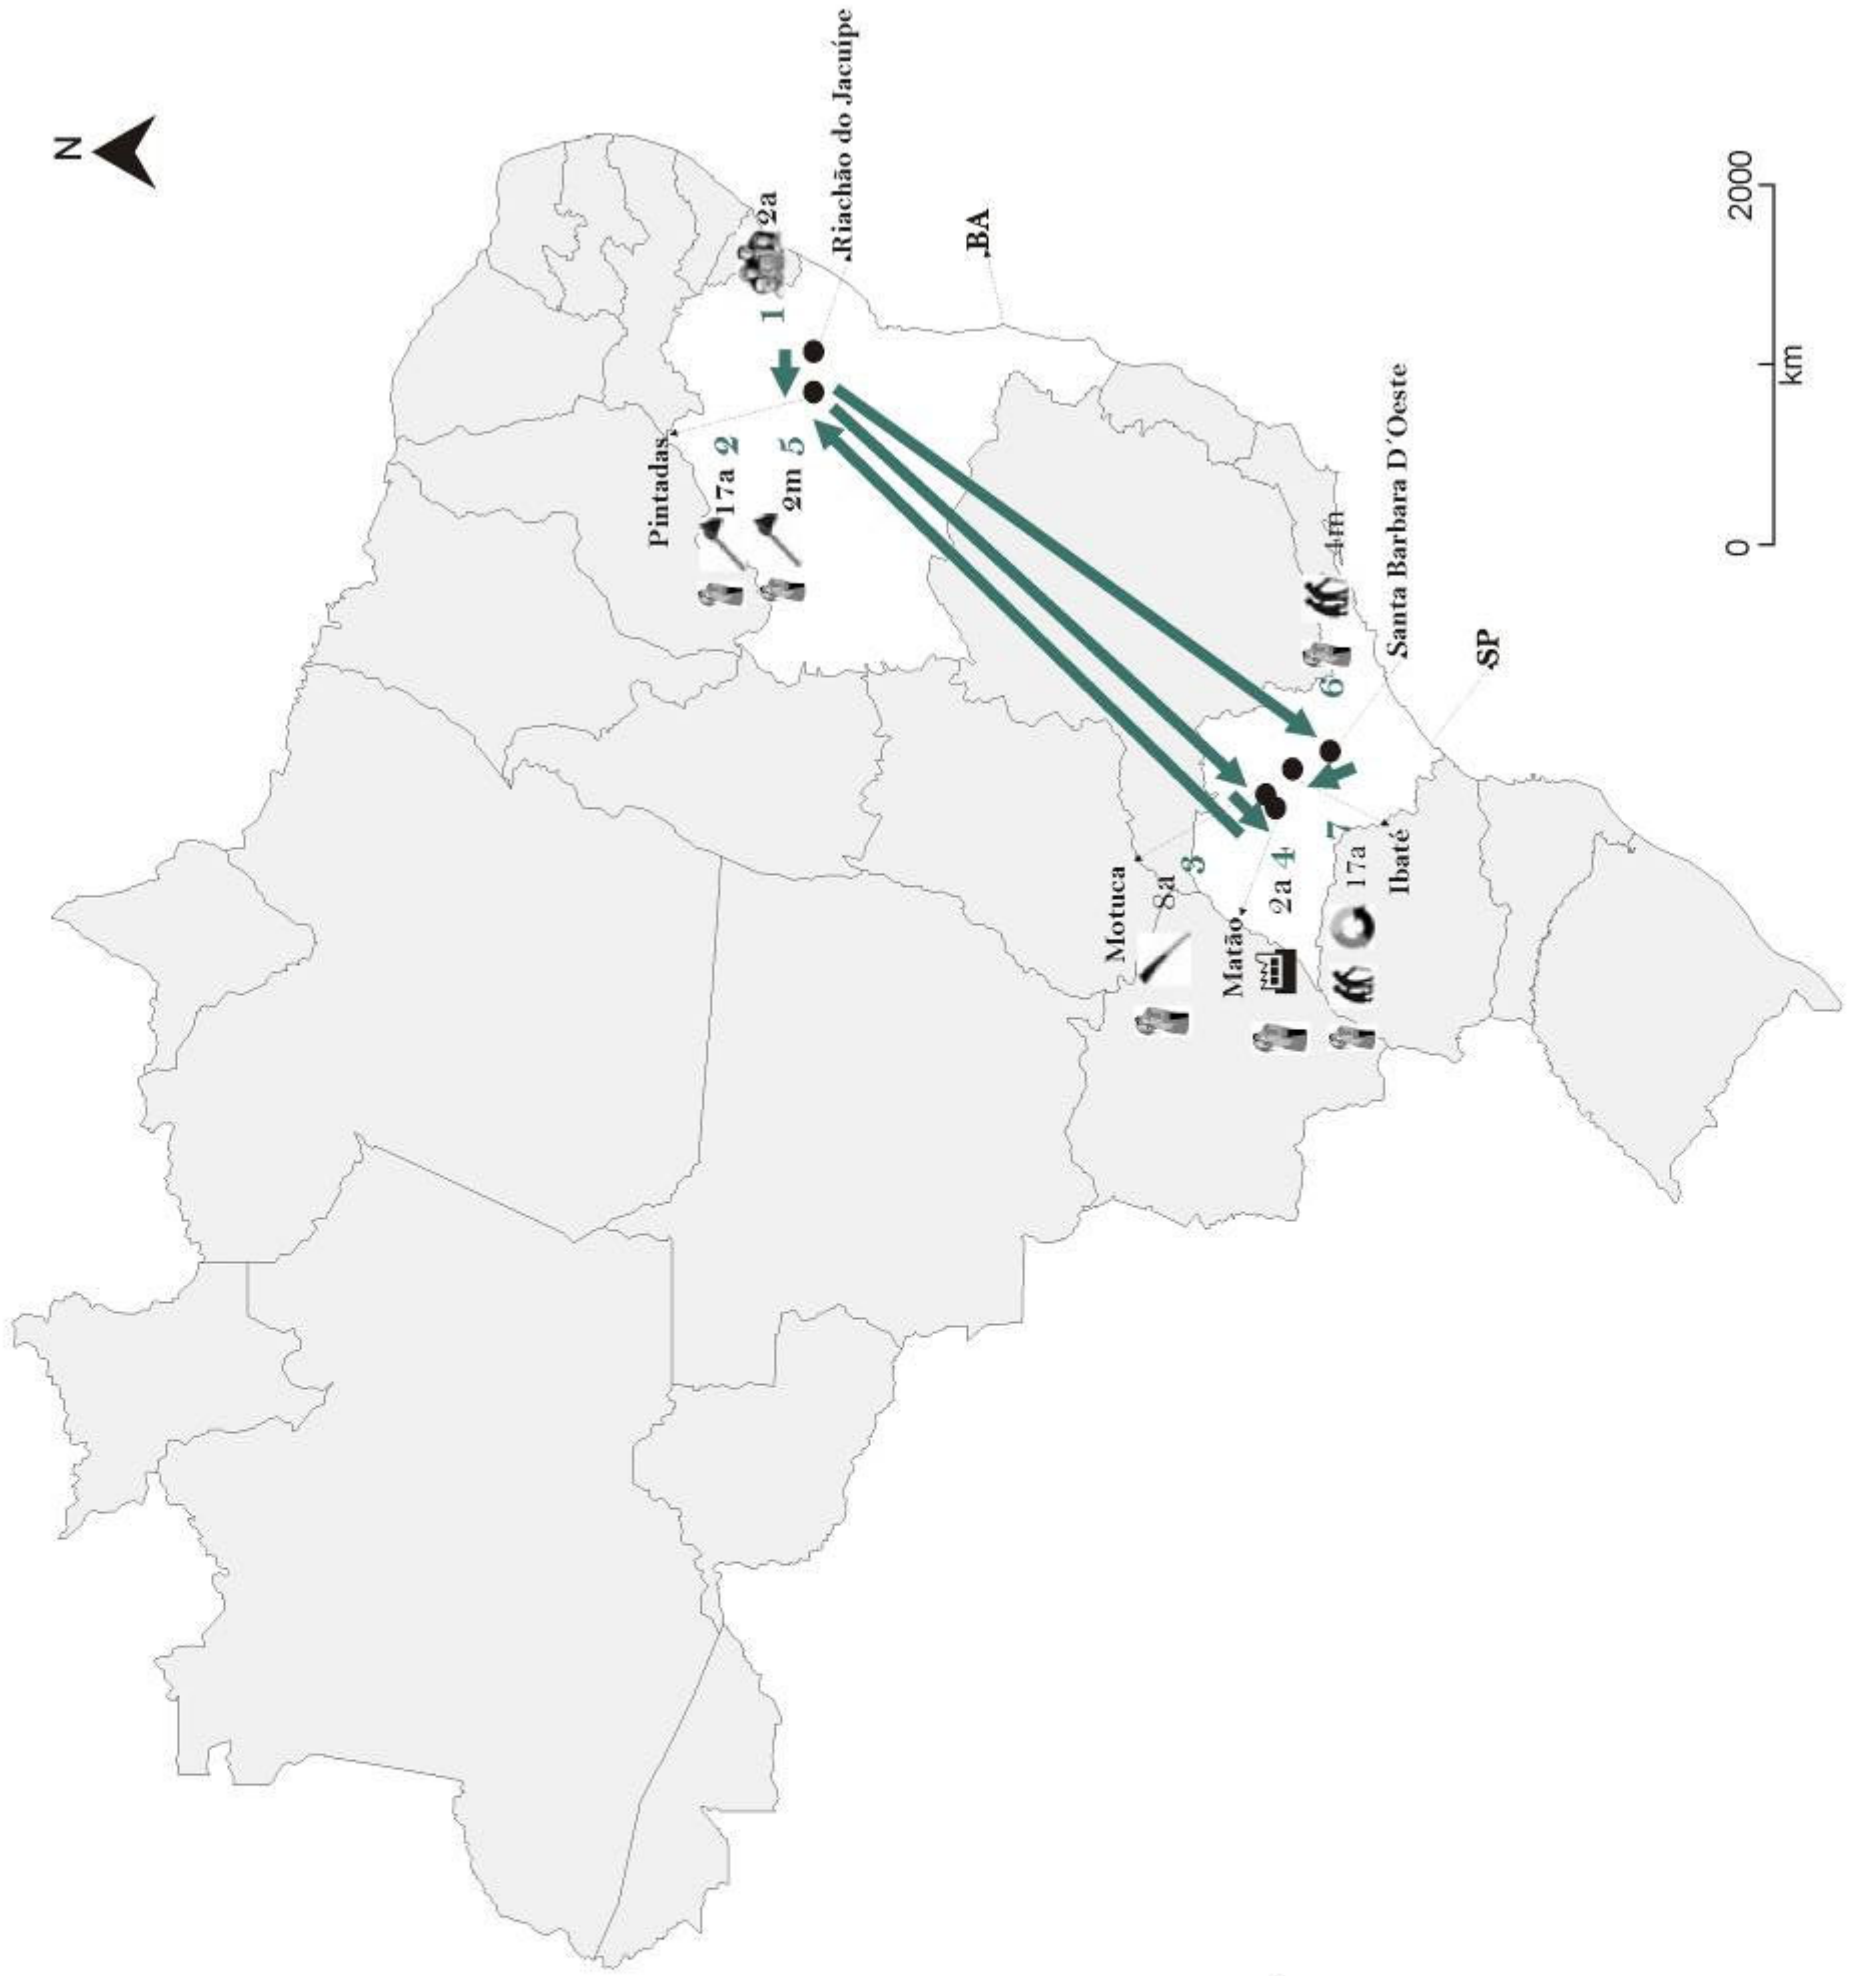 N
2a
1
Riachão do Jacuípe
BA
Pintadas
17a 2
2m 5
4m
6
Santa Barbara D´Oeste
SP
Motuca
8a
3
Matão
2a 4
7
17a
Ibaté
0
2000
km